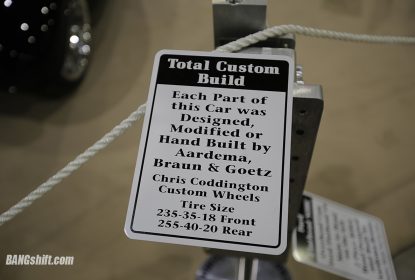 Total Custom
Build
Each Part of
this Car was
Designed,
Modified or
Hand Built by
Aardema,
Braun & Goetz
Chris Coddington
Custom Wheels
Tire Size
235-35-18 Front
255-40-20 Rear
BANGshift.com